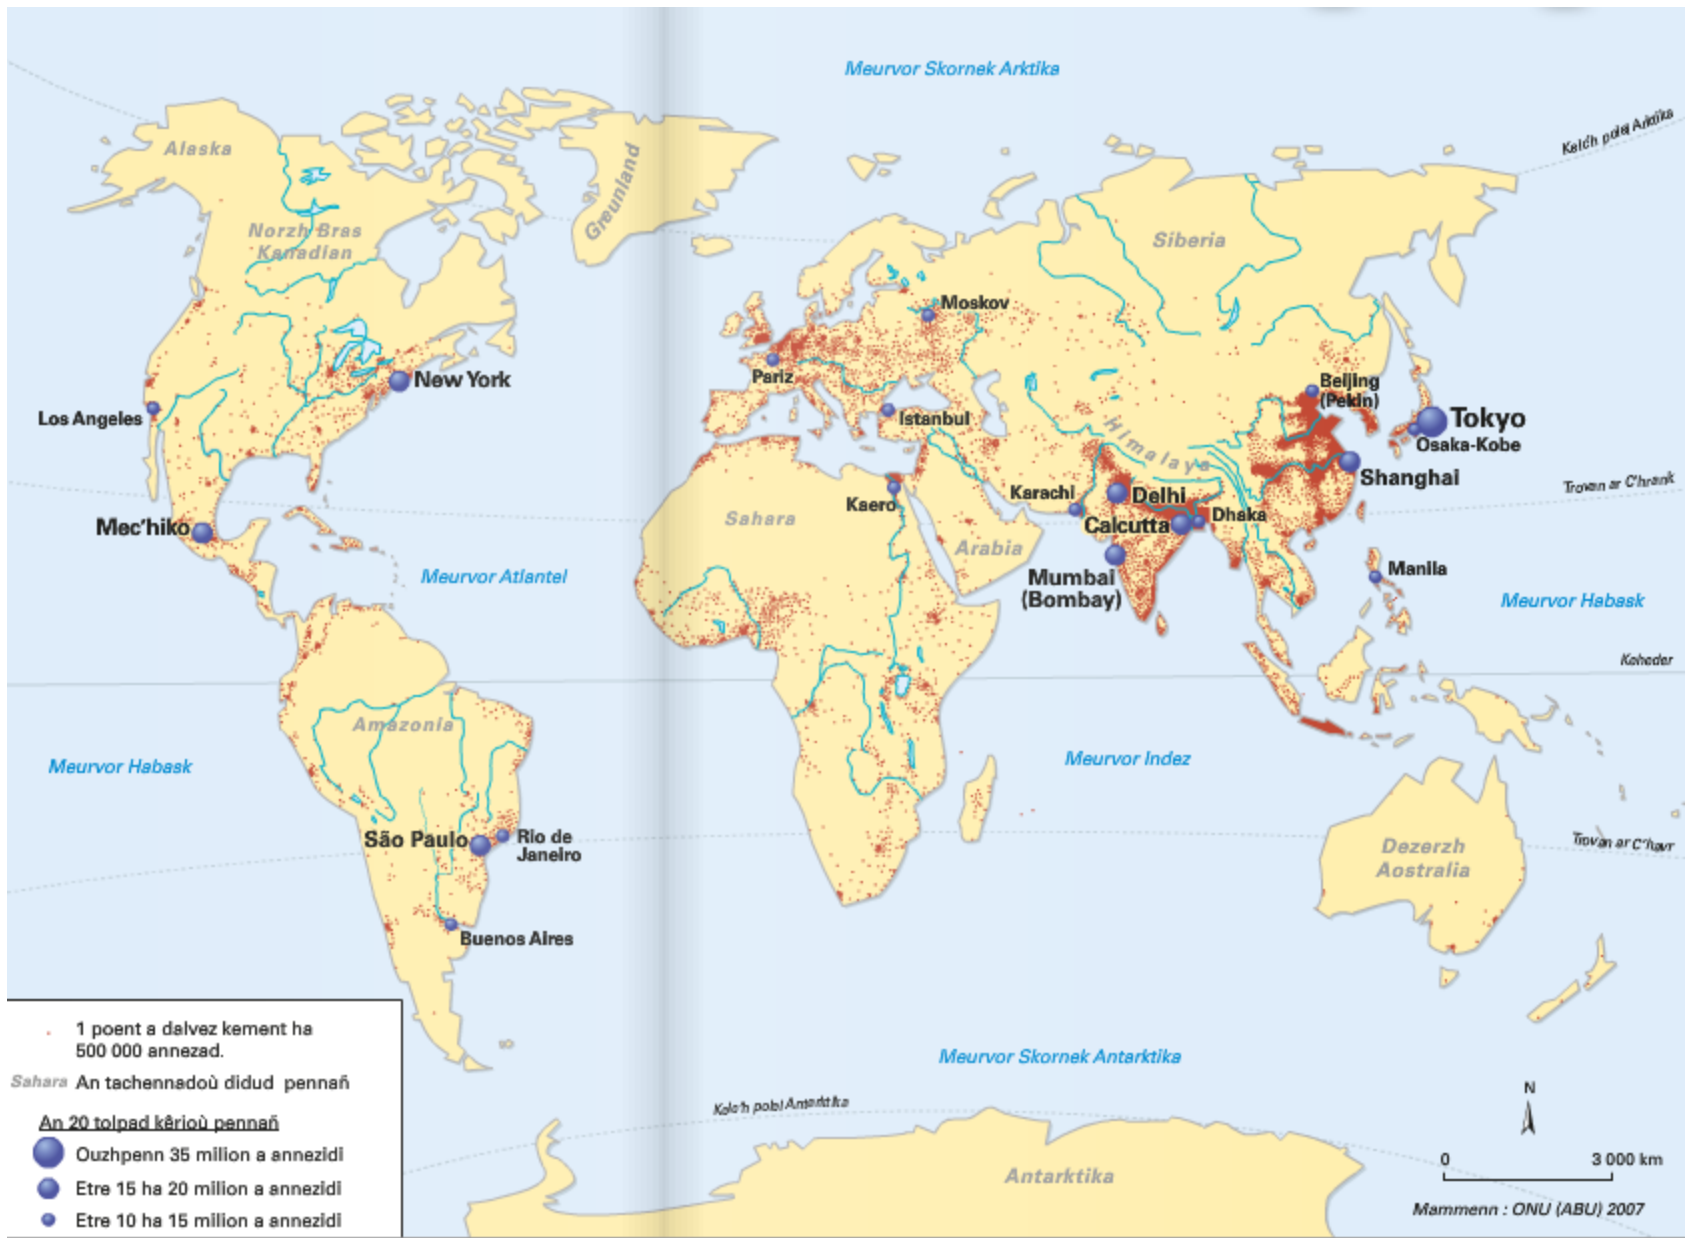 Meurvor Skornek Arktika
Kelc'h polel Arktika
Alaska
Greunland
Norzh Bras
Kanadian
Siberia
Moskov
Pariz
Istanbul
New York
Los Angeles
Beijing
(Pekin)
Tokyo
Osaka-Kobe
Himalaya
Shanghai
Trovan ar C'hrank
Karachi
Delhi
Kaero
Sahara
Arabia
Calcutta
Dhaka
Mec'hiko
Meurvor Atlantel
Mumbai
(Bombay)
Manila
Meurvor Habask
Keheder
Amazonia
Meurvor Habask
Meurvor Indez
São Paulo
Rio de
Janeiro
Dezerzh
Aostralia
Trovan ar C'havr
Buenos Aires
1 poent a dalvez kement ha
500 000 annezad.
Sahara An tachennadoù didud pennañ
An 20 tolpad kêrioù pennañ
Ouzhpenn 35 milion a annezidi
Etre 15 ha 20 milion a annezidi
Etre 10 ha 15 milion a annezidi
Meurvor Skornek Antarktika
Kelc'h polel Antarktika
Antarktika
N
0 3 000 km
Mammenn : ONU (ABU) 2007